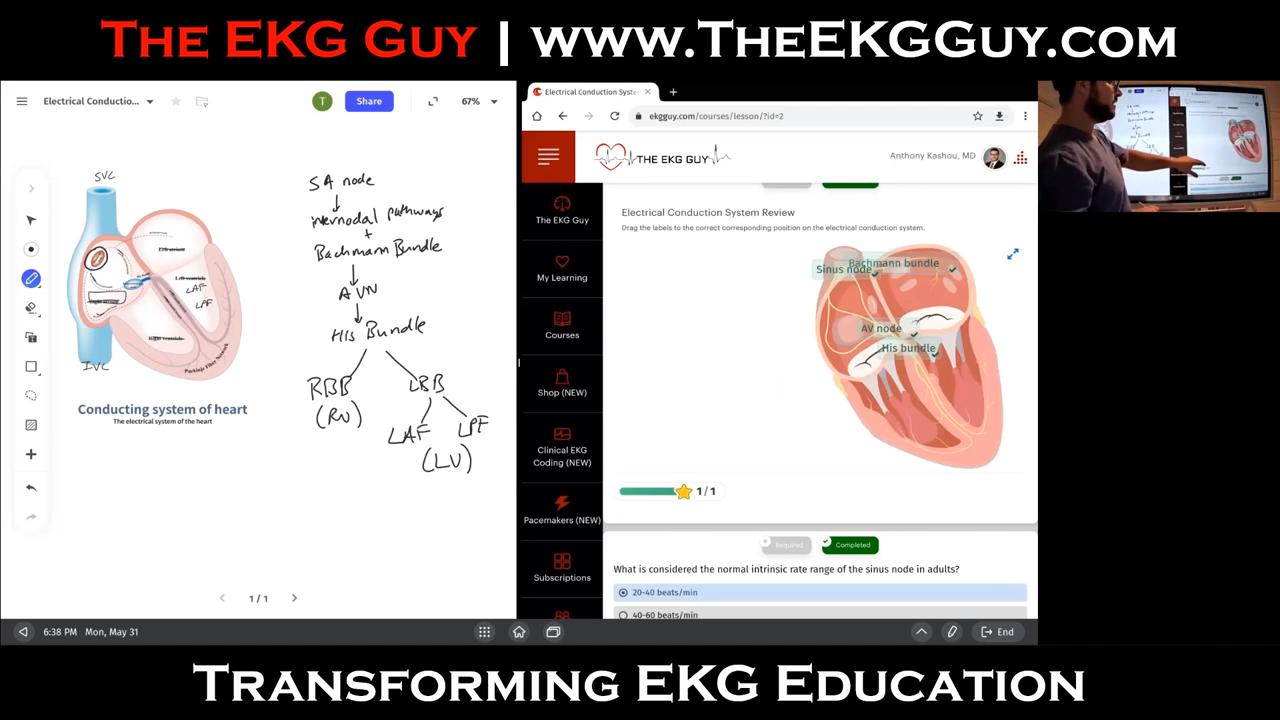 THE EKG GUY | WWW.THEEKGGUY.COM
Electrical Conductio...
T
Share
67%
SVC
IVC
LAF
LAF
Purkinje Fiber Network
Conducting system of heart
The electrical system of the heart
SA node
Internodal pathways
+
Bachmann Bundle
AVN
His Bundle
RBB LBB
(RV)
LAF LPF
(LV)
1 / 1
6:38 PM Mon, May 31
Electrical Conduction Syste
ekgguy.com/courses/lesson/?id=2
THE EKG GUY
Anthony Kashou, MD
The EKG Guy
My Learning
Courses
Shop (NEW)
Clinical EKG
Coding (NEW)
Pacemakers (NEW)
Subscriptions
Electrical Conduction System Review
Drag the labels to the correct corresponding position on the electrical conduction system.
Bachmann bundle
Sinus node
AV node
His bundle
1 / 1
Required
Completed
What is considered the normal intrinsic rate range of the sinus node in adults?
20-40 beats/min
40-60 beats/min
End
TRANSFORMING EKG EDUCATION